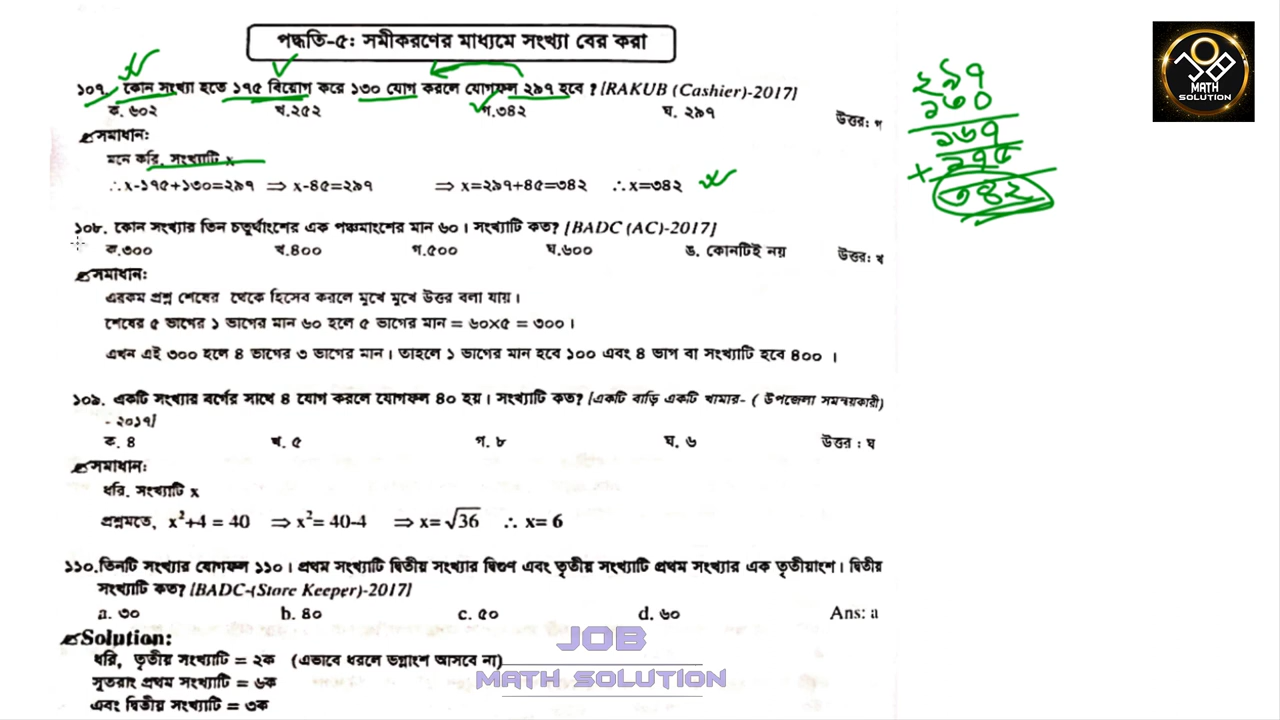 পদ্ধতি-৫: সমীকরণের মাধ্যমে সংখ্যা বের করা
১০৭. কোন সংখ্যা হতে ১৭৫ বিয়োগ করে ১৩০ যোগ করলে যোগফল ২৯৭ হবে ? [RAKUB (Cashier)-2017]
ক. ৬০২ খ.২৫২ গ.৩৪২ ঘ. ২৯৭ উত্তর: গ
সমাধান:
মনে করি, সংখ্যাটি x
∴x-১৭৫+১৩০=২৯৭ ⇒ x-৪৫=২৯৭ ⇒ x=২৯৭+৪৫=৩৪২ ∴x=৩৪২
১০৮. কোন সংখ্যার তিন চতুর্থাংশের এক পঞ্চমাংশের মান ৬০। সংখ্যাটি কত? [BADC (AC)-2017]
ক.৩০০ খ.৪০০ গ.৫০০ ঘ.৬০০ ঙ. কোনটিই নয় উত্তর: খ
সমাধান:
এরকম প্রশ্ন শেষের থেকে হিসেব করলে মুখে মুখে উত্তর বলা যায়।
শেষের ৫ ভাগের ১ ভাগের মান ৬০ হলে ৫ ভাগের মান = ৬০×৫ = ৩০০।
এখন এই ৩০০ হলে ৪ ভাগের ৩ ভাগের মান। তাহলে ১ ভাগের মান হবে ১০০ এবং ৪ ভাগ বা সংখ্যাটি হবে ৪০০ ।
১০৯. একটি সংখ্যার বর্গের সাথে ৪ যোগ করলে যোগফল ৪০ হয়। সংখ্যাটি কত? [একটি বাড়ি একটি খামার- ( উপজেলা সমন্বয়কারী)
- ২০১৭]
ক. ৪ খ. ৫ গ. ৮ ঘ. ৬ উত্তর : ঘ
সমাধান:
ধরি, সংখ্যাটি x
প্রশ্নমতে, x²+4 = 40 ⇒ x²= 40-4 ⇒ x= √36 ∴ x= 6
১১০.তিনটি সংখ্যার যোগফল ১১০। প্রথম সংখ্যাটি দ্বিতীয় সংখ্যার দ্বিগুণ এবং তৃতীয় সংখ্যাটি প্রথম সংখ্যার এক তৃতীয়াংশ। দ্বিতীয়
সংখ্যাটি কত? [BADC-(Store Keeper)-2017]
a. ৩০ b. ৪০ c. ৫০ d. ৬০ Ans: a
Solution:
ধরি, তৃতীয় সংখ্যাটি = ২ক (এভাবে ধরলে ভগ্নাংশ আসবে না)
সুতরাং প্রথম সংখ্যাটি = ৬ক
এবং দ্বিতীয় সংখ্যাটি = ৩ক
JOB
MATH SOLUTION
২৯৭
১৩০
১৬৭
+ ১৭৫
৩৪২
MATH
SOLUTION